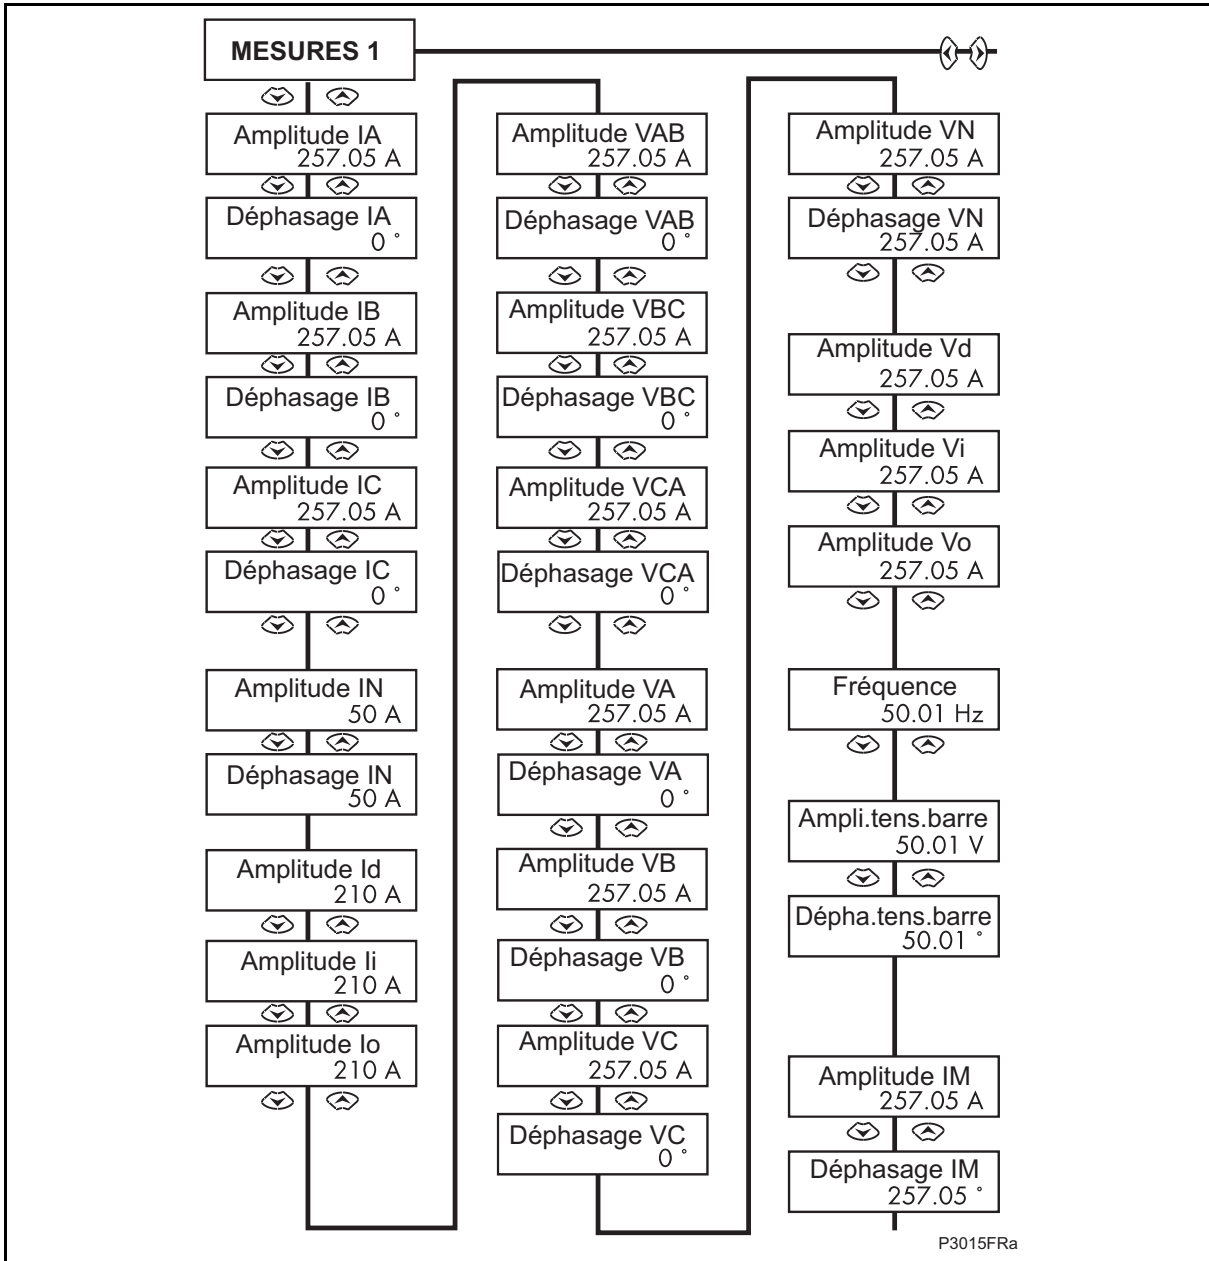 MESURES 1
Amplitude IA
257.05 A
Déphasage IA
0 °
Amplitude IB
257.05 A
Déphasage IB
0 °
Amplitude IC
257.05 A
Déphasage IC
0 °
Amplitude IN
50 A
Déphasage IN
50 A
Amplitude Id
210 A
Amplitude Ii
210 A
Amplitude Io
210 A
Amplitude VAB
257.05 A
Déphasage VAB
0 °
Amplitude VBC
257.05 A
Déphasage VBC
0 °
Amplitude VCA
257.05 A
Déphasage VCA
0 °
Amplitude VA
257.05 A
Déphasage VA
0 °
Amplitude VB
257.05 A
Déphasage VB
0 °
Amplitude VC
257.05 A
Déphasage VC
0 °
Amplitude VN
257.05 A
Déphasage VN
257.05 A
Amplitude Vd
257.05 A
Amplitude Vi
257.05 A
Amplitude Vo
257.05 A
Fréquence
50.01 Hz
Ampli.tens.barre
50.01 V
Dépha.tens.barre
50.01 °
Amplitude IM
257.05 A
Déphasage IM
257.05 °
P3015FRa